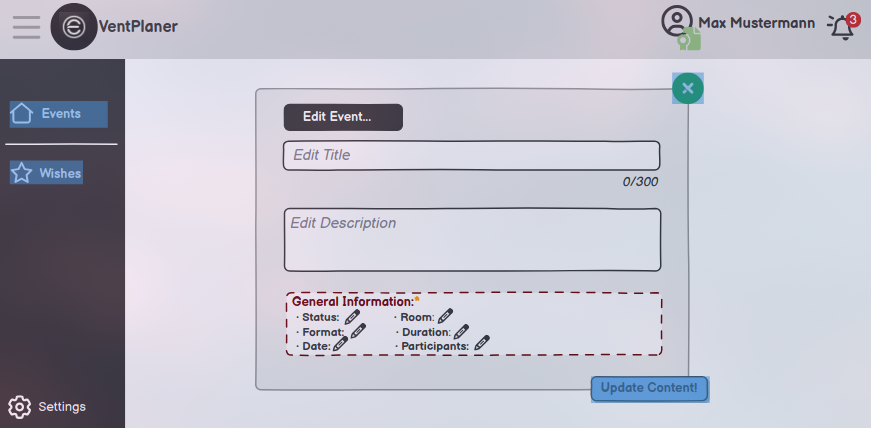 VentPlaner
Max Mustermann
3
Events
Wishes
Settings
Edit Event...
Edit Title
0/300
Edit Description
General Information:*
· Status:
· Room:
· Format:
· Duration:
· Date:
· Participants:
Update Content!